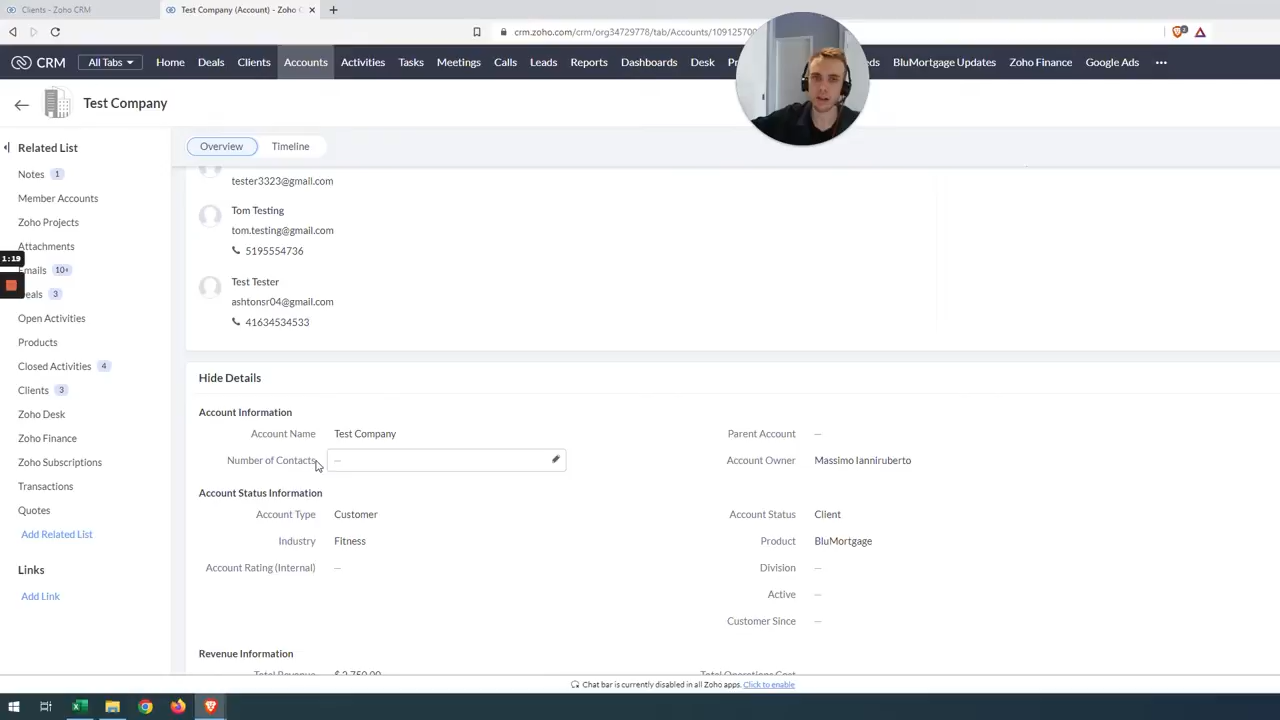 Clients - Zoho CRM
Test Company (Account) - Zoho C
crm.zoho.com/crm/org34729778/tab/Accounts/109125700
CRM
All Tabs
Home
Deals
Clients
Accounts
Activities
Tasks
Meetings
Calls
Leads
Reports
Dashboards
Desk
BluMortgage Updates
Zoho Finance
Google Ads
Test Company
Related List
Overview
Timeline
Notes 1
Member Accounts
Zoho Projects
Attachments
1:19
Emails 10+
Deals 3
Open Activities
Products
Closed Activities 4
Clients 3
Zoho Desk
Zoho Finance
Zoho Subscriptions
Transactions
Quotes
Add Related List
Links
Add Link
tester3323@gmail.com
Tom Testing
tom.testing@gmail.com
5195554736
Test Tester
ashtonsr04@gmail.com
41634534533
Hide Details
Account Information
Account Name Test Company
Parent Account —
Number of Contacts —
Account Owner Massimo Ianniruberto
Account Status Information
Account Type Customer
Account Status Client
Industry Fitness
Product BluMortgage
Account Rating (Internal) —
Division —
Active —
Customer Since —
Revenue Information
Total Revenue $ 2,750.00
Total Operations Cost
Chat bar is currently disabled in all Zoho apps. Click to enable